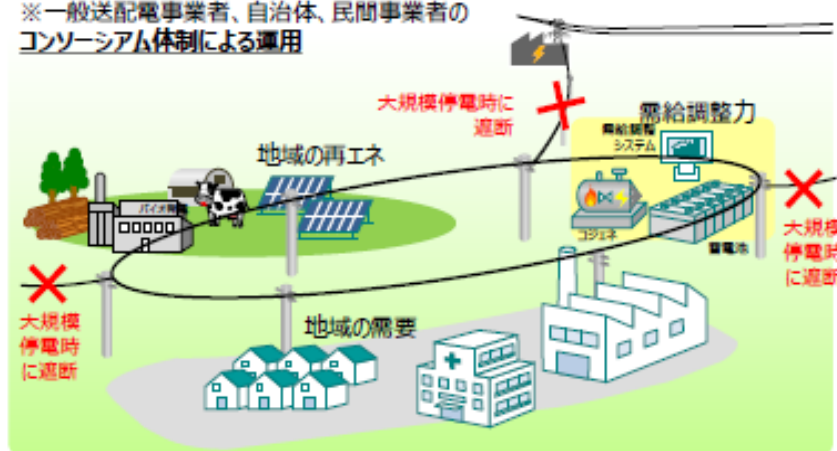 ※一般送配電事業者、自治体、民間事業者の
コンソーシアム体制による運用
大規模停電時に
遮断
需給調整力
需給調整
システム
地域の再エネ
バイオ発電
コジェネ
蓄電池
大規模
停電時
に遮断
大規模
停電時
に遮断
地域の需要